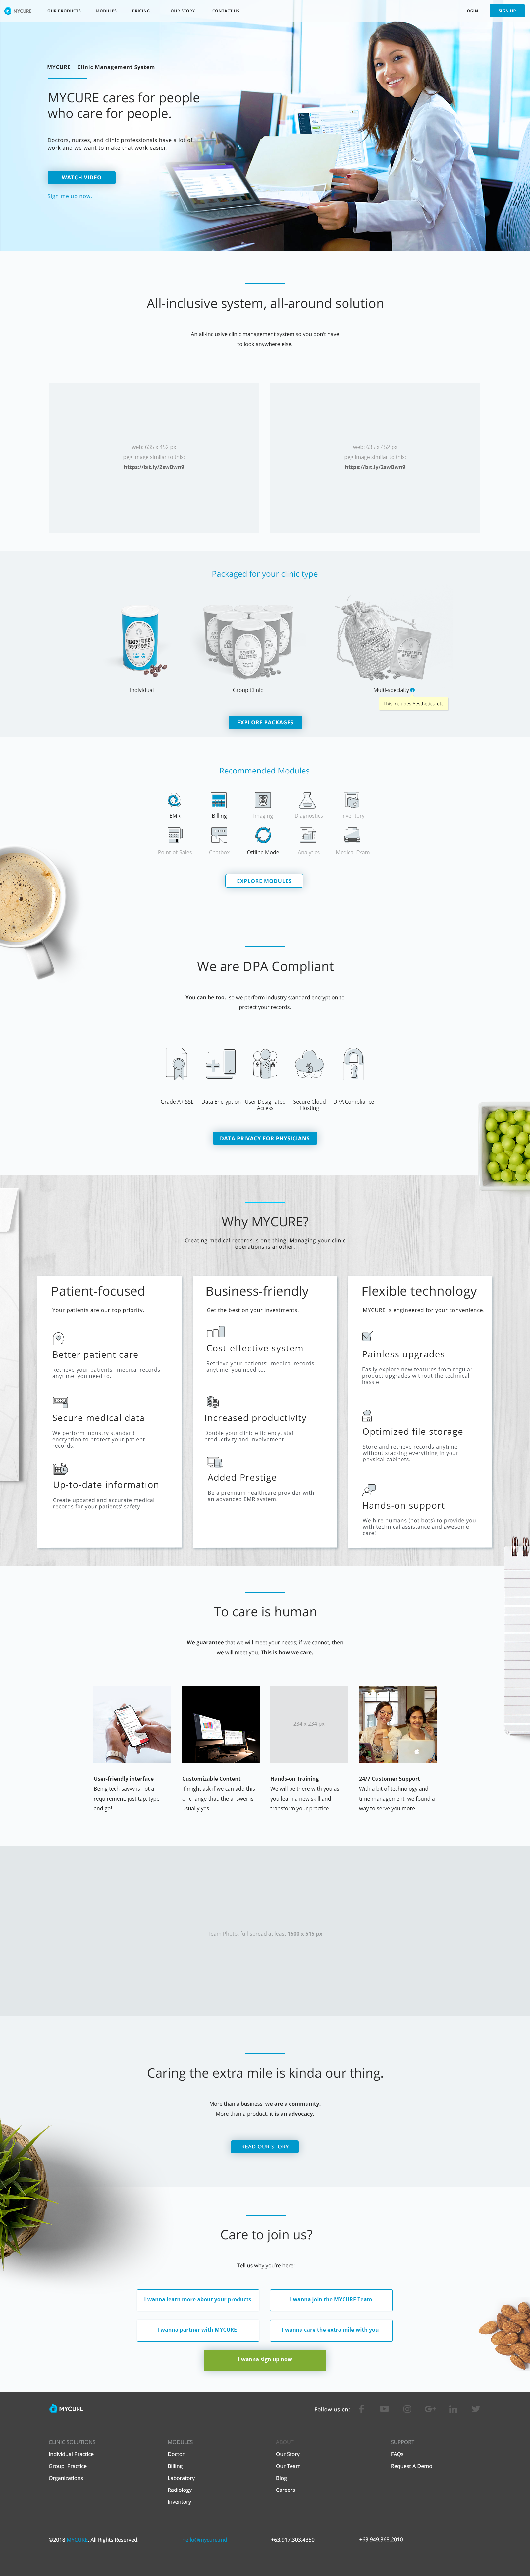 MYCURE
OUR PRODUCTS
MODULES
PRICING
OUR STORY
CONTACT US
LOGIN
SIGN UP
MYCURE | Clinic Management System
MYCURE cares for people
who care for people.
Doctors, nurses, and clinic professionals have a lot of
work and we want to make that work easier.
WATCH VIDEO
Sign me up now.
All-inclusive system, all-around solution
An all-inclusive clinic management system so you don't have
to look anywhere else.
web: 635 x 452 px
peg image similar to this:
https://bit.ly/2swBwn9
web: 635 x 452 px
peg image similar to this:
https://bit.ly/2swBwn9
Packaged for your clinic type
INDIVIDUAL
DOCTORS
Individual
Group Clinic
Multi-specialty
This includes Aesthetics, etc.
EXPLORE PACKAGES
Recommended Modules
EMR
Billing
Imaging
Diagnostics
Inventory
Point-of-Sales
Chatbox
Offline Mode
Analytics
Medical Exam
EXPLORE MODULES
We are DPA Compliant
You can be too. so we perform industry standard encryption to
protect your records.
Grade A+ SSL
Data Encryption
User Designated
Access
Secure Cloud
Hosting
DPA Compliance
DATA PRIVACY FOR PHYSICIANS
Why MYCURE?
Creating medical records is one thing. Managing your clinic
operations is another.
Patient-focused
Your patients are our top priority.
Better patient care
Retrieve your patients' medical records
anytime you need to.
Secure medical data
We perform industry standard
encryption to protect your patient
records.
Up-to-date information
Create updated and accurate medical
records for your patients' safety.
Business-friendly
Get the best on your investments.
Cost-effective system
Retrieve your patients' medical records
anytime you need to.
Increased productivity
Double your clinic efficiency, staff
productivity and involvement.
Added Prestige
Be a premium healthcare provider with
an advanced EMR system.
Flexible technology
MYCURE is engineered for your convenience.
Painless upgrades
Easily explore new features from regular
product upgrades without the technical
hassle.
Optimized file storage
Store and retrieve records anytime
without stacking everything in your
physical cabinets.
Hands-on support
We hire humans (not bots) to provide you
with technical assistance and awesome
care!
To care is human
We guarantee that we will meet your needs; if we cannot, then
we will meet you. This is how we care.
234 x 234 px
User-friendly interface
Being tech-savvy is not a
requirement, just tap, type,
and go!
Customizable Content
If might ask if we can add this
or change that, the answer is
usually yes.
Hands-on Training
We will be there with you as
you learn a new skill and
transform your practice.
24/7 Customer Support
With a bit of technology and
time management, we found a
way to serve you more.
Team Photo: full-spread at least 1600 x 515 px
Caring the extra mile is kinda our thing.
More than a business, we are a community.
More than a product, it is an advocacy.
READ OUR STORY
Care to join us?
Tell us why you're here:
I wanna learn more about your products
I wanna join the MYCURE Team
I wanna partner with MYCURE
I wanna care the extra mile with you
I wanna sign up now
MYCURE
Follow us on:
CLINIC SOLUTIONS
Individual Practice
Group Practice
Organizations
MODULES
Doctor
Billing
Laboratory
Radiology
Inventory
ABOUT
Our Story
Our Team
Blog
Careers
SUPPORT
FAQs
Request A Demo
©2018 MYCURE. All Rights Reserved.
hello@mycure.md
+63.917.303.4350
+63.949.368.2010